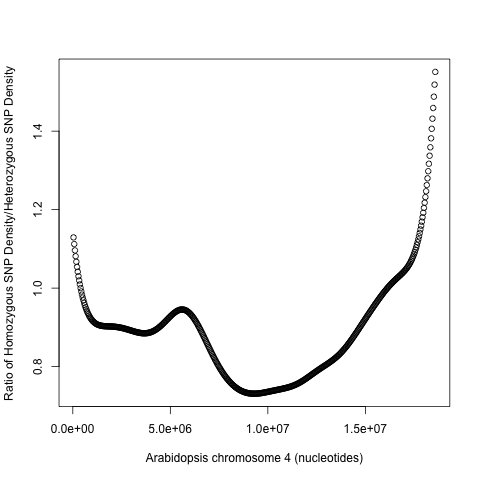 Ratio of Homozygous SNP Density/Heterozygous SNP Density
1.4
1.2
1.0
0.8
0.0e+00 5.0e+06 1.0e+07 1.5e+07
Arabidopsis chromosome 4 (nucleotides)